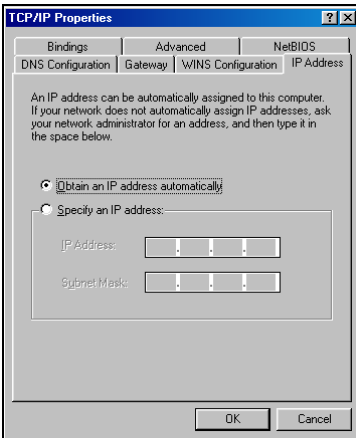 TCP/IP Properties
Bindings Advanced NetBIOS
DNS Configuration Gateway WINS Configuration IP Address
An IP address can be automatically assigned to this computer.
If your network does not automatically assign IP addresses, ask
your network administrator for an address, and then type it in
the space below.
Obtain an IP address automatically
Specify an IP address:
IP Address:
Subnet Mask:
OK Cancel